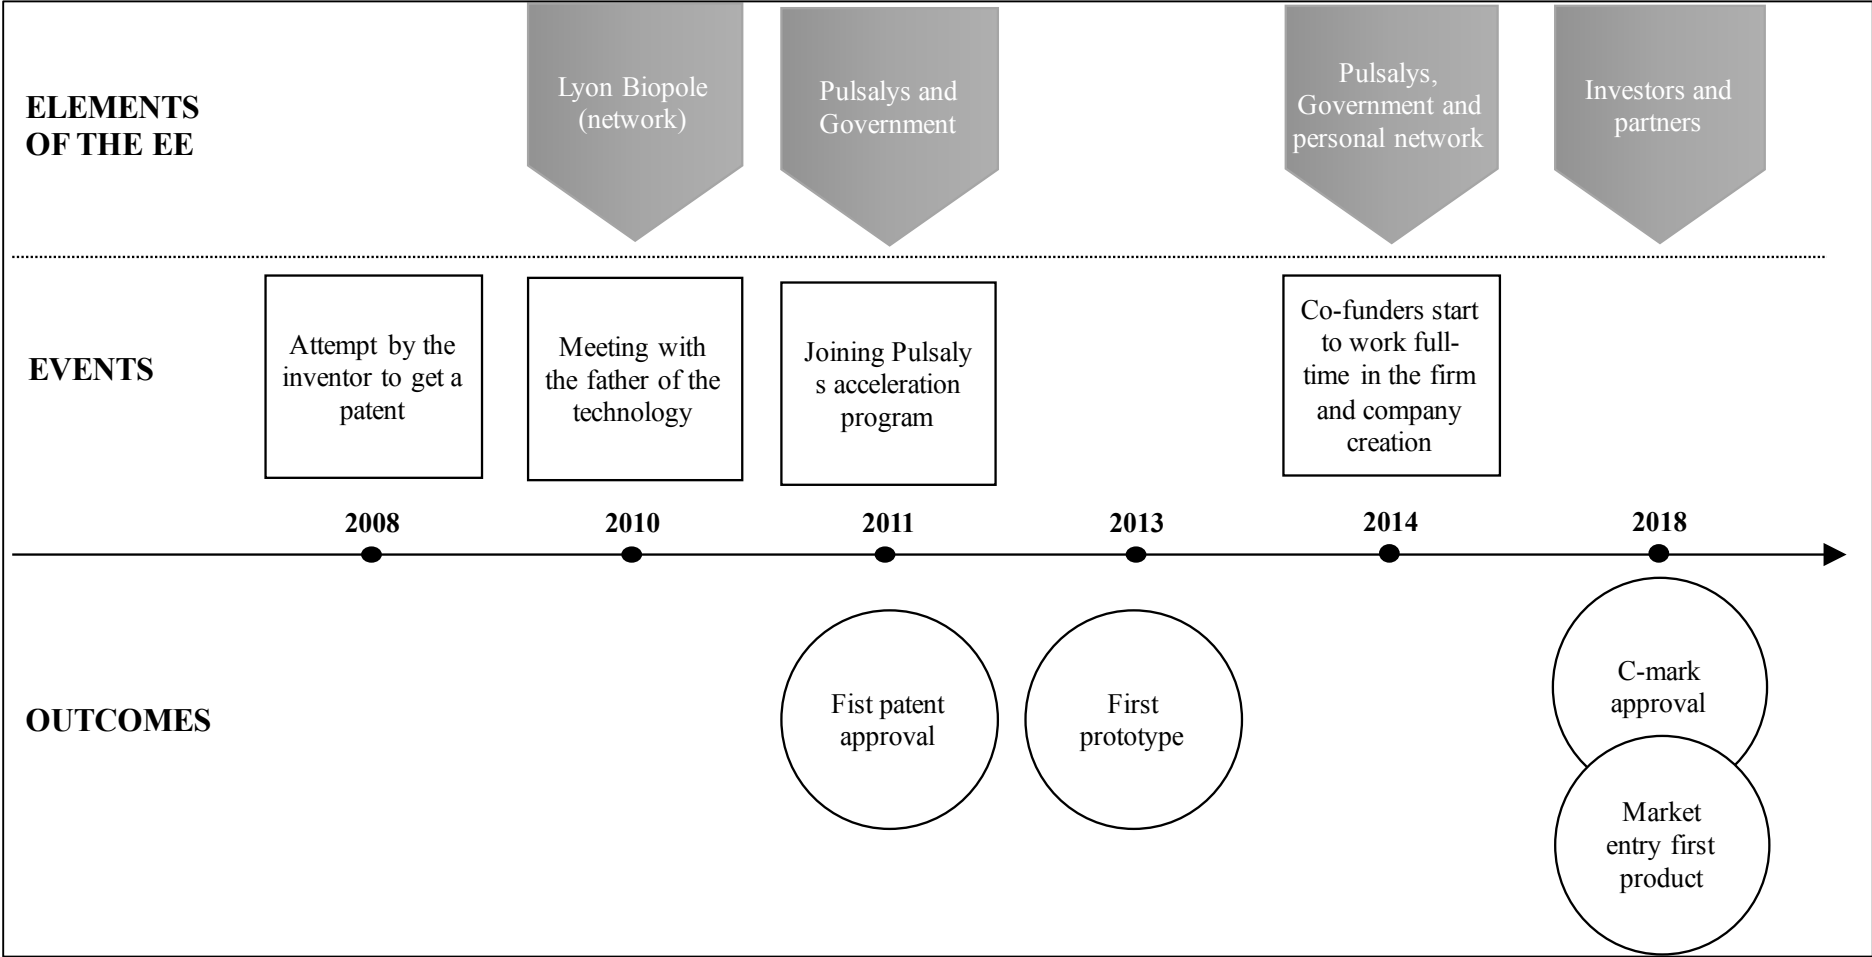 ELEMENTS
OF THE EE
Lyon Biopole
(network)
Pulsalys and
Government
Pulsalys,
Government and
personal network
Investors and
partners
EVENTS
Attempt by the
inventor to get a
patent
Meeting with
the father of the
technology
Joining Pulsaly
s acceleration
program
Co-funders start
to work full-
time in the firm
and company
creation
2008
2010
2011
2013
2014
2018
OUTCOMES
Fist patent
approval
First
prototype
C-mark
approval
Market
entry first
product